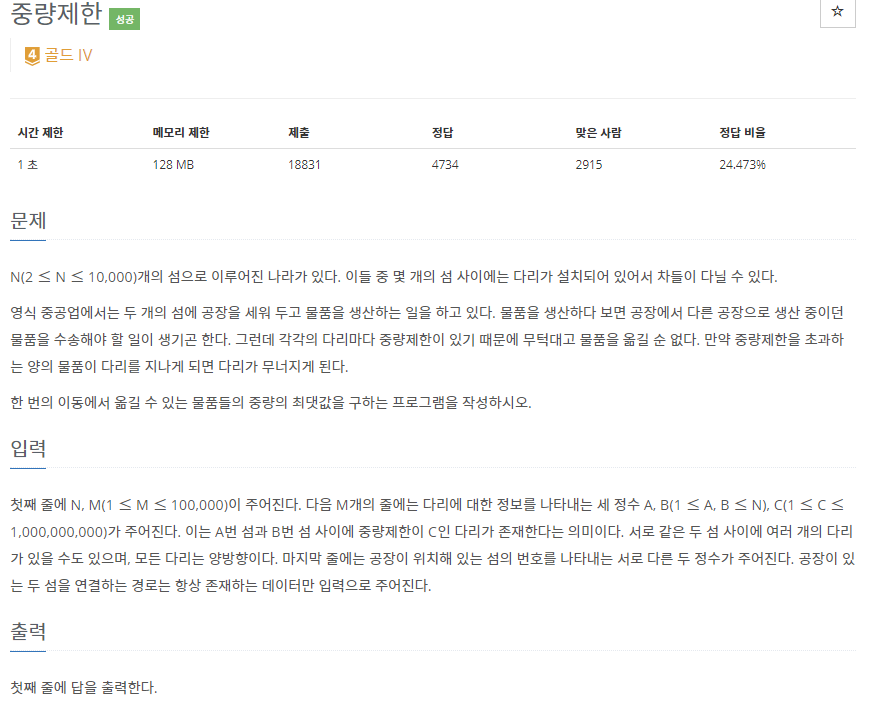 중량제한 성공
☆
4 골드 IV
시간 제한 메모리 제한 제출 정답 맞은 사람 정답 비율
1 초 128 MB 18831 4734 2915 24.473%
문제
N(2 ≤ N ≤ 10,000)개의 섬으로 이루어진 나라가 있다. 이들 중 몇 개의 섬 사이에는 다리가 설치되어 있어서 차들이 다닐 수 있다.
영식 중공업에서는 두 개의 섬에 공장을 세워 두고 물품을 생산하는 일을 하고 있다. 물품을 생산하다 보면 공장에서 다른 공장으로 생산 중이던
물품을 수송해야 할 일이 생기곤 한다. 그런데 각각의 다리마다 중량제한이 있기 때문에 무턱대고 물품을 옮길 순 없다. 만약 중량제한을 초과하
는 양의 물품이 다리를 지나게 되면 다리가 무너지게 된다.
한 번의 이동에서 옮길 수 있는 물품들의 중량의 최댓값을 구하는 프로그램을 작성하시오.
입력
첫째 줄에 N, M(1 ≤ M ≤ 100,000)이 주어진다. 다음 M개의 줄에는 다리에 대한 정보를 나타내는 세 정수 A, B(1 ≤ A, B ≤ N), C(1 ≤ C ≤
1,000,000,000)가 주어진다. 이는 A번 섬과 B번 섬 사이에 중량제한이 C인 다리가 존재한다는 의미이다. 서로 같은 두 섬 사이에 여러 개의 다리
가 있을 수도 있으며, 모든 다리는 양방향이다. 마지막 줄에는 공장이 위치해 있는 섬의 번호를 나타내는 서로 다른 두 정수가 주어진다. 공장이 있
는 두 섬을 연결하는 경로는 항상 존재하는 데이터만 입력으로 주어진다.
출력
첫째 줄에 답을 출력한다.